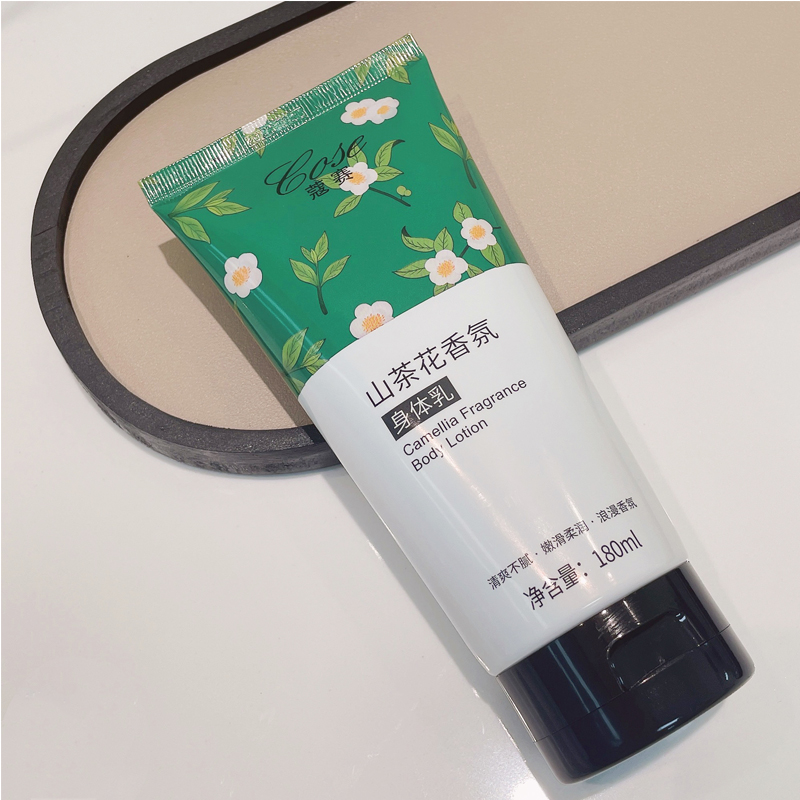 Cose
蔻赛
山茶花香氛
身体乳
Camellia Fragrance
Body Lotion
清爽不腻·嫩滑柔润·浪漫香氛
净含量：180ml